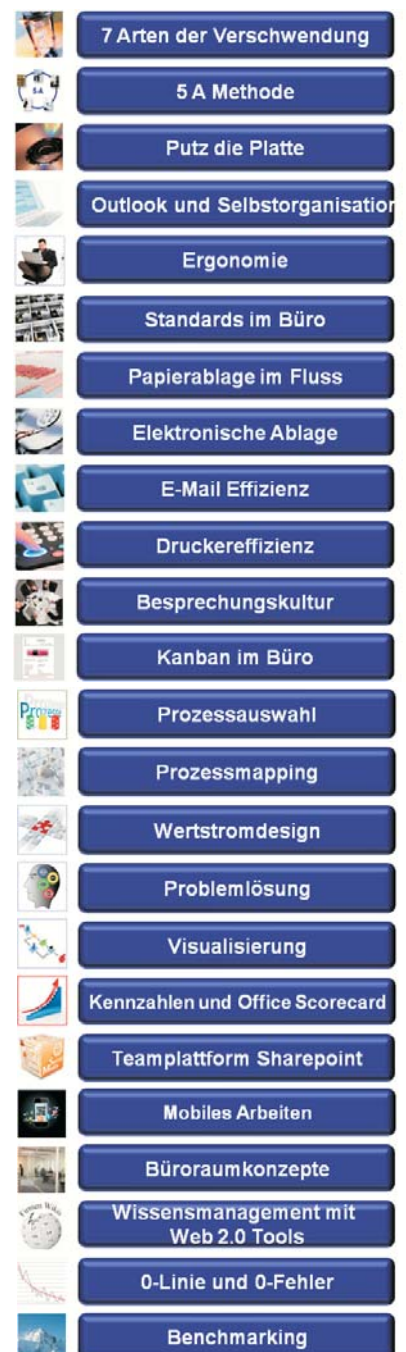 7 Arten der Verschwendung
5 A
5 A Methode
Putz die Platte
Outlook und Selbstorganisation
Ergonomie
Standards im Büro
Papierablage im Fluss
Elektronische Ablage
E-Mail Effizienz
Druckereffizienz
Besprechungskultur
Kanban im Büro
Prozess
Prozessauswahl
Prozessmapping
Wertstromdesign
Problemlösung
Visualisierung
Kennzahlen und Office Scorecard
Teamplattform Sharepoint
Mobiles Arbeiten
Büroraumkonzepte
Wissensmanagement mit
Web 2.0 Tools
0-Linie und 0-Fehler
Benchmarking